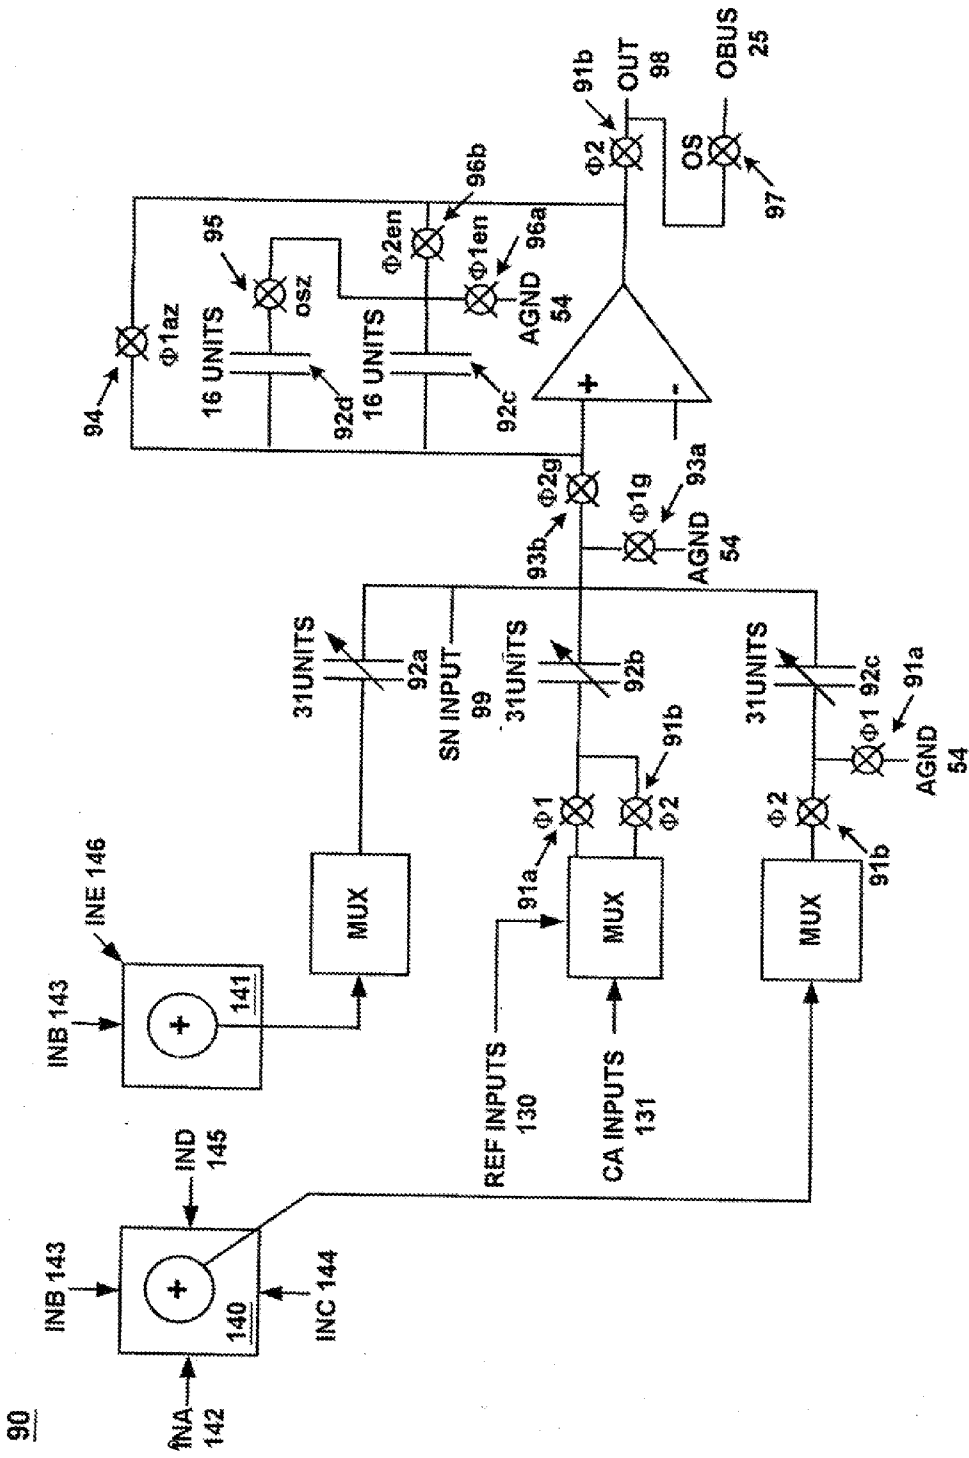 90
INA
142
INB 143
IND
145
INC 144
140
INB 143
INE 146
141
REF INPUTS
130
CA INPUTS
131
MUX
MUX
MUX
91a
Φ1
Φ2
91b
Φ2
91b
Φ1
91a
AGND
54
31UNITS
92a
SN INPUT
99
31UNITS
92b
31UNITS
92c
93b
Φ2g
Φ1g
93a
AGND
54
94
Φ1az
16 UNITS
92d
95
osz
16 UNITS
92c
Φ2en
96b
Φ1en
96a
AGND
54
+
-
+
+
Φ2
91b
OUT
98
OS
97
OBUS
25